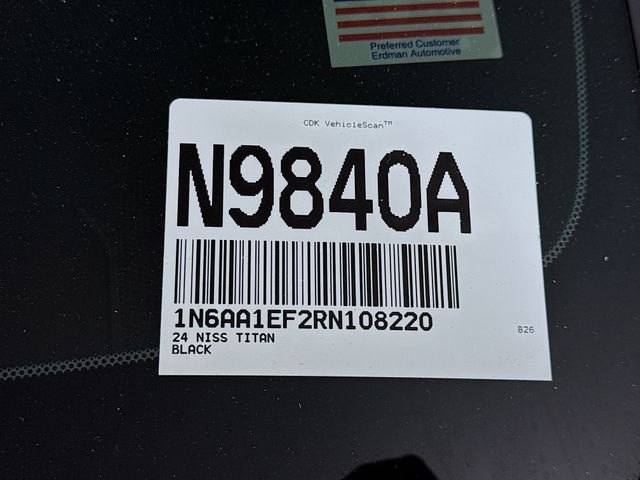 Preferred Customer
Erdman Automotive
CDK VehicleScan™
N9840A
1N6AA1EF2RN108220
B26
24 NISS TITAN
BLACK